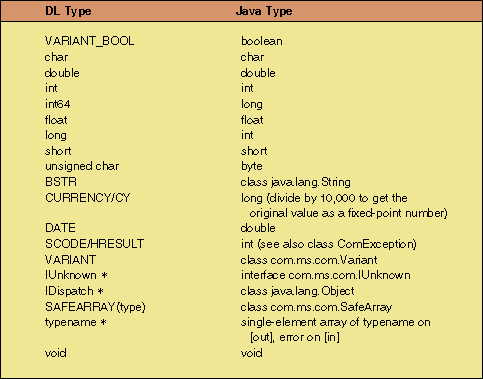 DL Type Java Type
VARIANT_BOOL boolean
char char
double double
int int
int64 long
float float
long int
short short
unsigned char byte
BSTR class java.lang.String
CURRENCY/CY long (divide by 10,000 to get the
original value as a fixed-point number)
DATE double
SCODE/HRESULT int (see also class ComException)
VARIANT class com.ms.com.Variant
IUnknown * interface com.ms.com.IUnknown
IDispatch * class java.lang.Object
SAFEARRAY(type) class com.ms.com.SafeArray
typename * single-element array of typename on
[out], error on [in]
void void